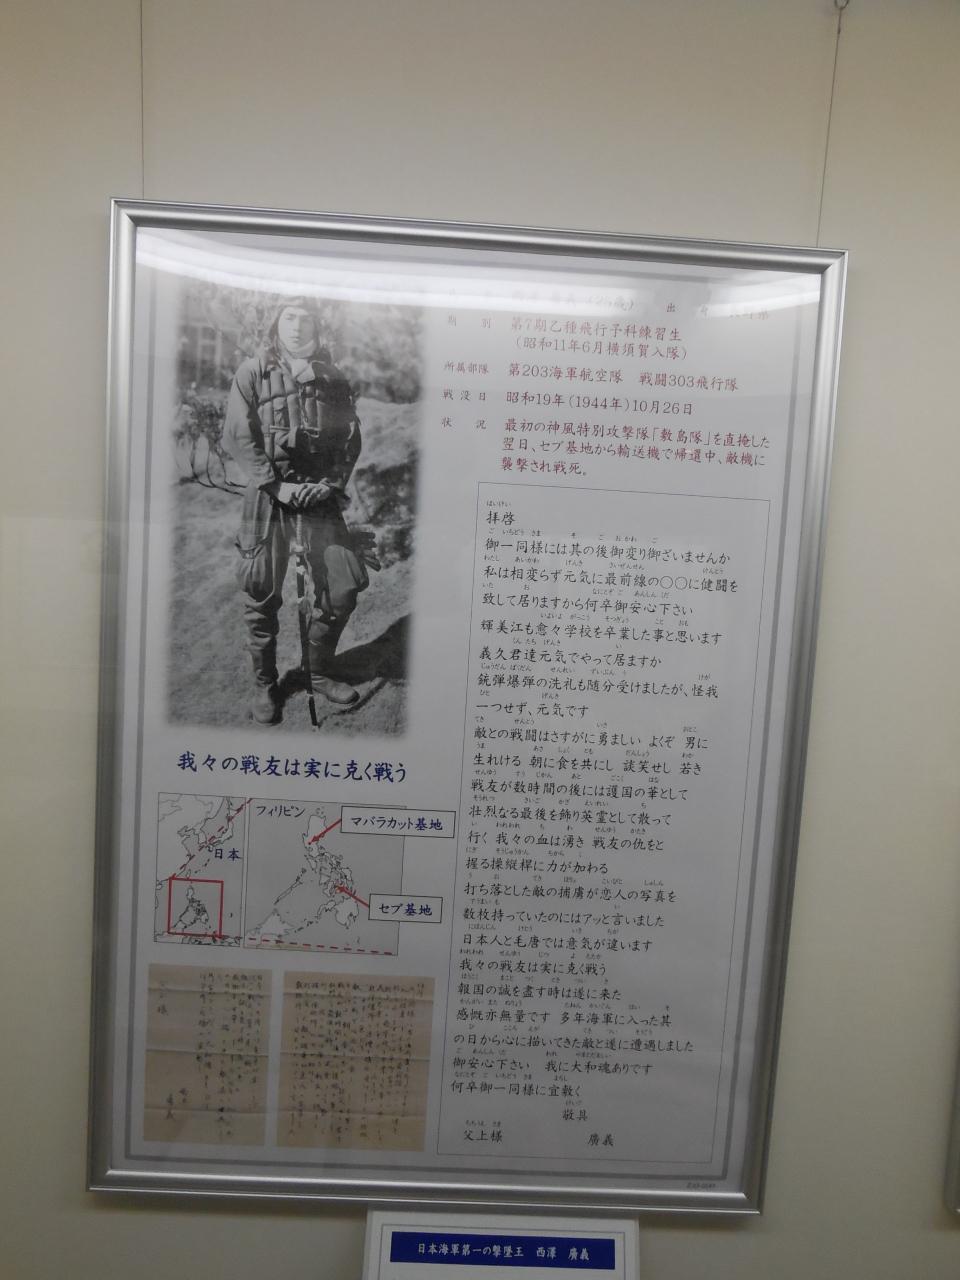 西澤 廣義 (25歳) 出身 長野県
期別 第7期乙種飛行予科練習生
(昭和11年6月横須賀入隊)
所属部隊 第203海軍航空隊 戦闘303飛行隊
戦没日 昭和19年(1944年)10月26日
状況 最初の神風特別攻撃隊「敷島隊」を直掩した
翌日、セブ基地から輸送機で帰還中、敵機に
襲撃され戦死。
拝啓
御一同様には其の後御変り御ざいませんか
私は相変らず元気に最前線の〇〇に健闘を
致して居りますから何卒御安心下さい
輝美江も愈々学校を卒業した事と思います
義久君達元気でやって居ますか
銃弾爆弾の洗礼も随分受けましたが、怪我
一つせず、元気です
敵との戦闘はさすがに勇ましい よくぞ 男に
生れける 朝に食を共にし 談笑せし 若き
戦友が数時間の後には護国の華として
壮烈なる最後を飾り英霊として散って
行く 我々の血は湧き 戦友の仇をと
握る操縦桿に力が加わる
打ち落とした敵の捕虜が恋人の写真を
数枚持っていたのにはアッと言いました
日本人と毛唐では意気が違います
我々の戦友は実に克く戦う
報国の誠を盡す時は遂に来た
感慨亦無量です 多年海軍に入った其
の日から心に描いてきた敵と遂に遭遇しました
御安心下さい 我に大和魂ありです
何卒御一同様に宜敷く
敬具
父上様 廣義
我々の戦友は実に克く戦う
フィリピン
日本
マバラカット基地
セブ基地
日本海軍第一の撃墜王 西澤 廣義